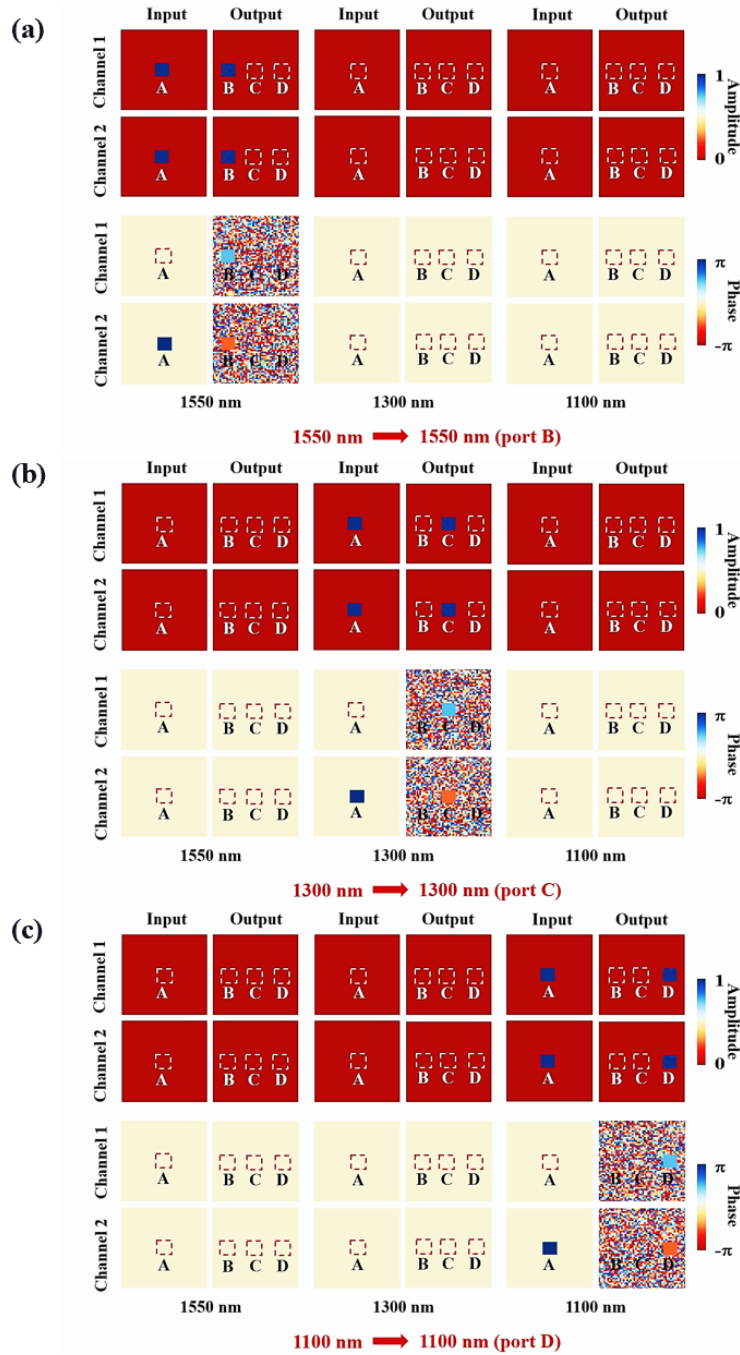 (a)
Input Output Input Output Input Output
Channel 1
A B C D A B C D A B C D
Channel 2
A B C D A B C D A B C D
1
Amplitude
0
Channel 1
A B C D A B C D A B C D
Channel 2
A B C D A B C D A B C D
π
Phase
-π
1550 nm 1300 nm 1100 nm
1550 nm 1550 nm (port B)
(b)
Input Output Input Output Input Output
Channel 1
A B C D A B C D A B C D
Channel 2
A B C D A B C D A B C D
1
Amplitude
0
Channel 1
A B C D A B C D A B C D
Channel 2
A B C D A B C D A B C D
π
Phase
-π
1550 nm 1300 nm 1100 nm
1300 nm 1300 nm (port C)
(c)
Input Output Input Output Input Output
Channel 1
A B C D A B C D A B C D
Channel 2
A B C D A B C D A B C D
1
Amplitude
0
Channel 1
A B C D A B C D A B C D
Channel 2
A B C D A B C D A B C D
π
Phase
-π
1550 nm 1300 nm 1100 nm
1100 nm 1100 nm (port D)